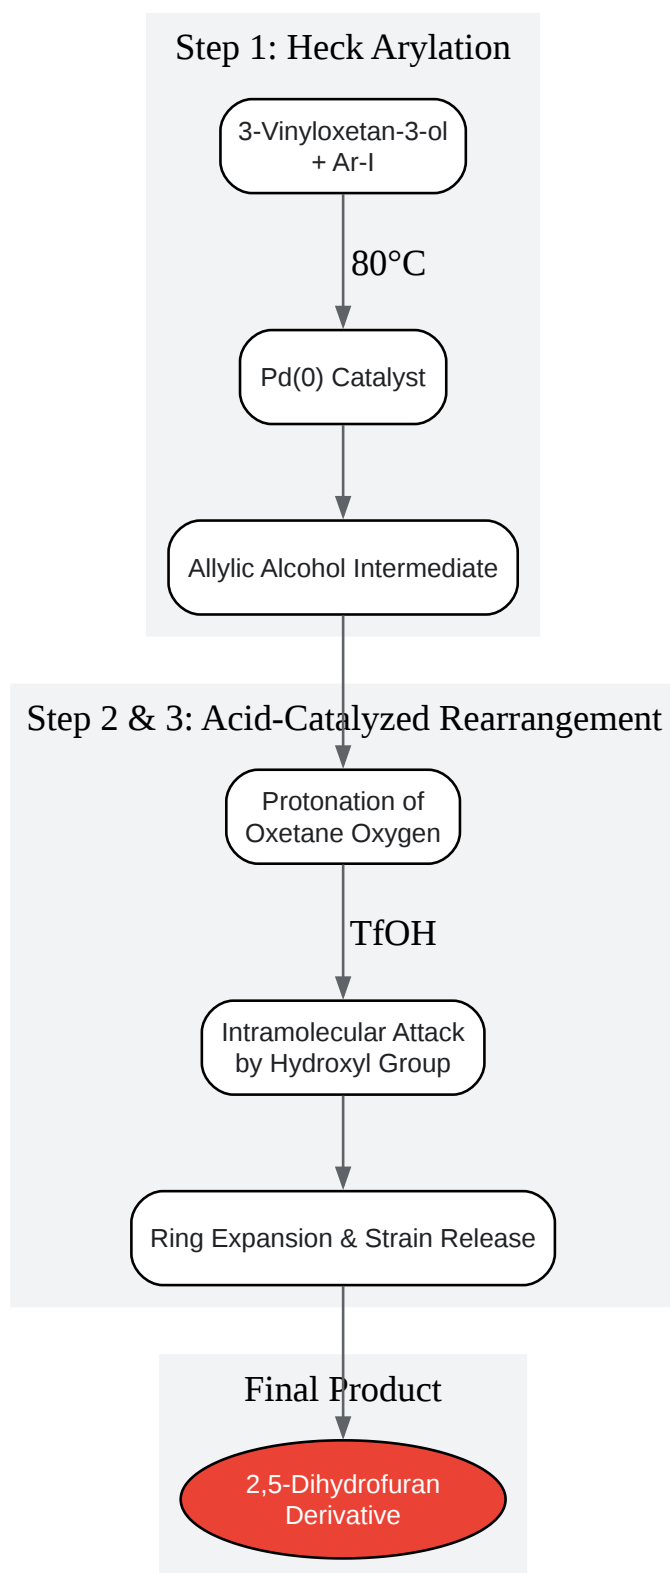 Step 1: Heck Arylation
3-Vinyloxetan-3-ol
+ Ar-I
80°C
Pd(0) Catalyst
Allylic Alcohol Intermediate
Step 2 & 3: Acid-Catalyzed Rearrangement
Protonation of
Oxetane Oxygen
TfOH
Intramolecular Attack
by Hydroxyl Group
Ring Expansion & Strain Release
Final Product
2,5-Dihydrofuran
Derivative